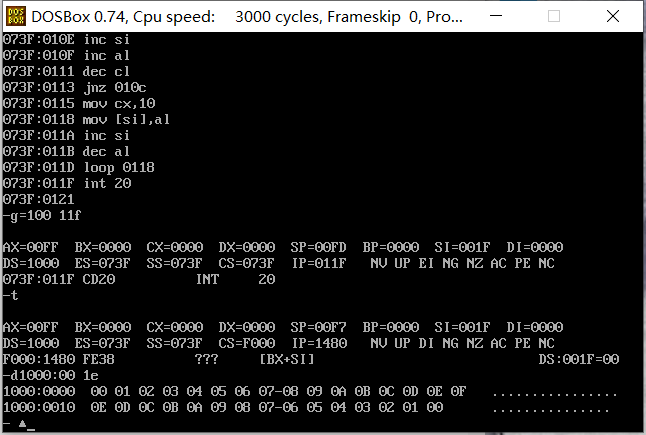 DOS BOX
DOSBox 0.74, Cpu speed: 3000 cycles, Frameskip 0, Pro...
073F:010E inc si
073F:010F inc al
073F:0111 dec cl
073F:0113 jnz 010c
073F:0115 mov cx,10
073F:0118 mov [si],al
073F:011A inc si
073F:011B dec al
073F:011D loop 0118
073F:011F int 20
073F:0121
-g=100 11f
AX=00FF BX=0000 CX=0000 DX=0000 SP=00FD BP=0000 SI=001F DI=0000
DS=1000 ES=073F SS=073F CS=073F IP=011F NV UP EI NG NZ AC PE NC
073F:011F CD20 INT 20
-t
AX=00FF BX=0000 CX=0000 DX=0000 SP=00F7 BP=0000 SI=001F DI=0000
DS=1000 ES=073F SS=073F CS=F000 IP=1480 NV UP DI NG NZ AC PE NC
F000:1480 FE38 ??? [BX+SI] DS:001F=00
-d1000:00 1e
1000:0000 00 01 02 03 04 05 06 07-08 09 0A 0B 0C 0D 0E 0F ................
1000:0010 0E 0D 0C 0B 0A 09 08 07-06 05 04 03 02 01 00 ...............
- ▲_